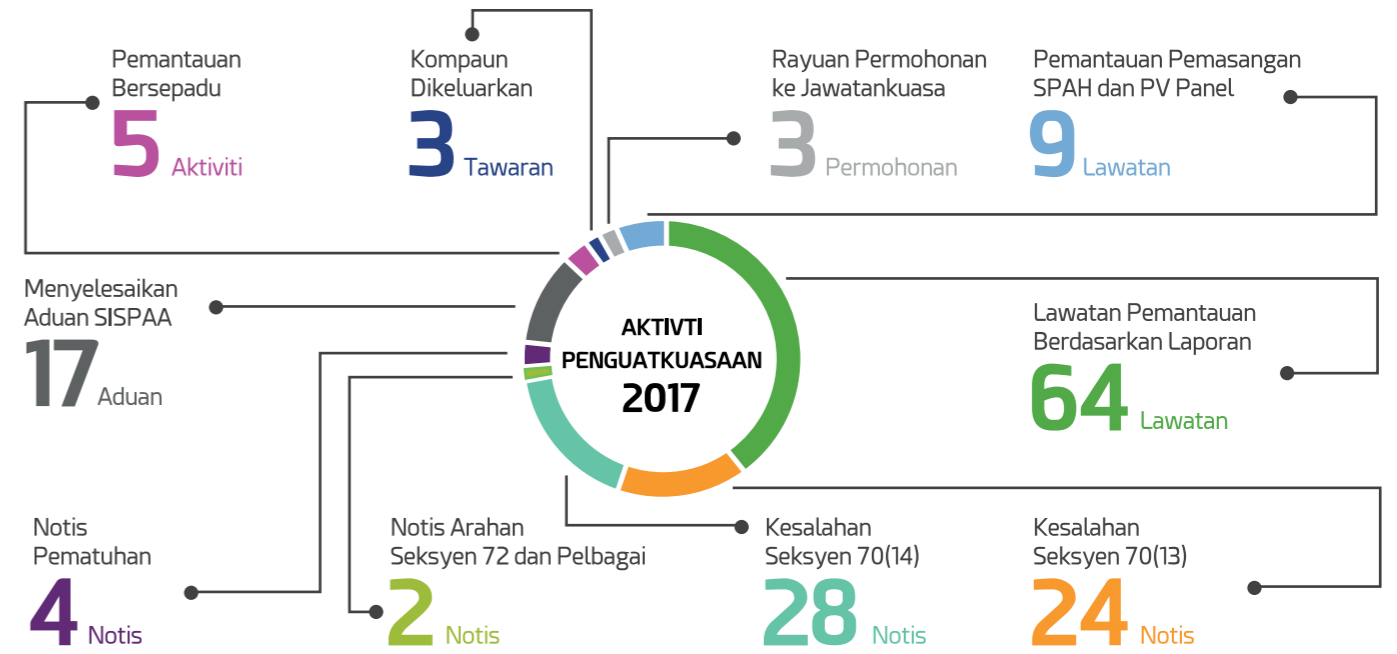 Pemantauan
Bersepadu
5 Aktiviti
Kompaun
Dikeluarkan
3 Tawaran
Rayuan Permohonan
ke Jawatankuasa
3 Permohonan
Pemantauan Pemasangan
SPAH dan PV Panel
9 Lawatan
Menyelesaikan
Aduan SISPAA
17 Aduan
AKTIVTI
PENGUATKUASAAN
2017
Lawatan Pemantauan
Berdasarkan Laporan
64 Lawatan
Notis
Pematuhan
4 Notis
Notis Arahan
Seksyen 72 dan Pelbagai
2 Notis
Kesalahan
Seksyen 70(14)
28 Notis
Kesalahan
Seksyen 70(13)
24 Notis